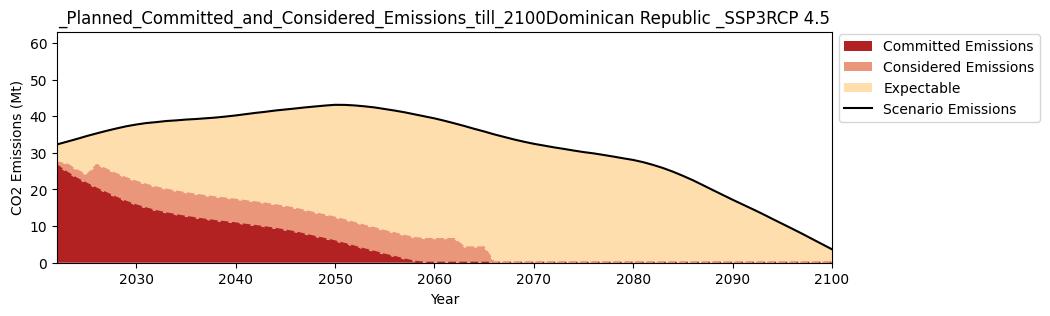 _Planned_Committed_and_Considered_Emissions_till_2100Dominican Republic _SSP3RCP 4.5
60
50
40
30
20
10
0
CO2 Emissions (Mt)
2030 2040 2050 2060 2070 2080 2090 2100
Year
Committed Emissions
Considered Emissions
Expectable
Scenario Emissions